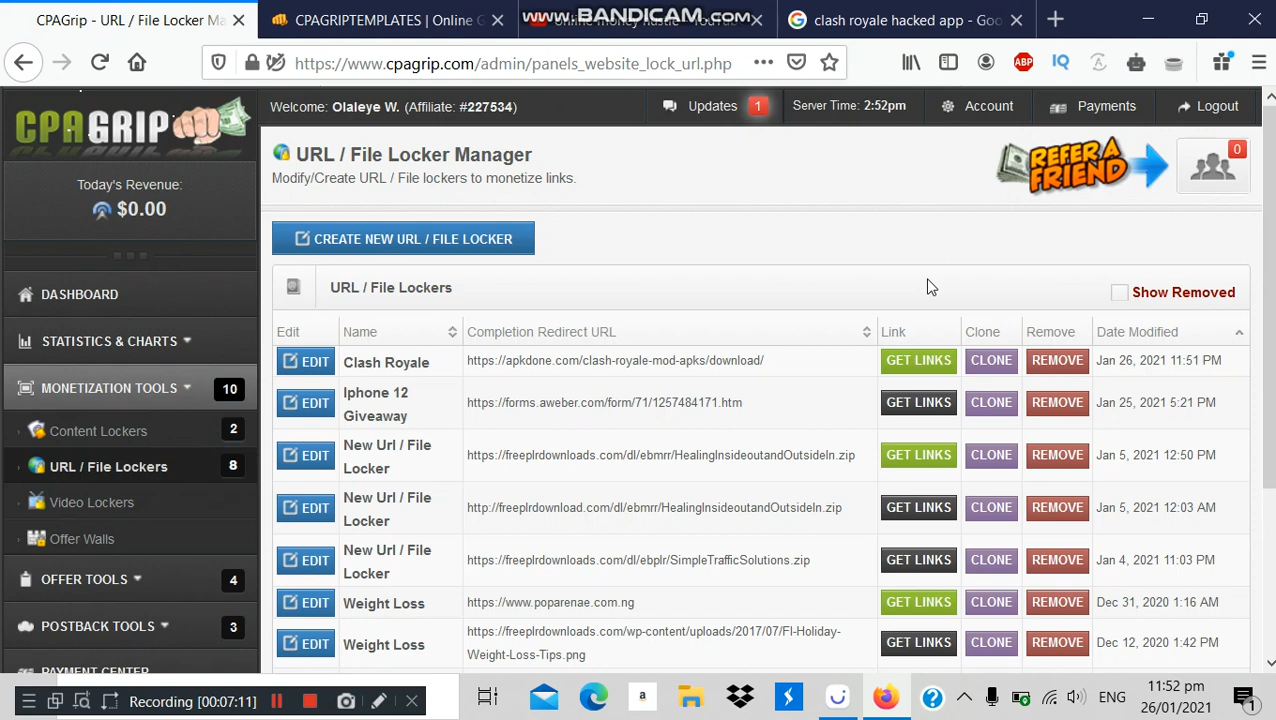 CPAGrip - URL / File Locker Ma
CPAGRIPTEMPLATES | Online G
Online money hustle - YouTub
www.BANDICAM.com
clash royale hacked app - Goo
https://www.cpagrip.com/admin/panels_website_lock_url.php
ABP
IQ
CPAGRIP
Welcome: Olaleye W. (Affiliate: #227534)
Updates 1
Server Time: 2:52pm
Account
Payments
Logout
Today's Revenue:
$0.00
URL / File Locker Manager
Modify/Create URL / File lockers to monetize links.
REFER A
FRIEND
0
CREATE NEW URL / FILE LOCKER
DASHBOARD
STATISTICS & CHARTS
MONETIZATION TOOLS 10
Content Lockers 2
URL / File Lockers 8
Video Lockers
Offer Walls
OFFER TOOLS 4
POSTBACK TOOLS 3
PAYMENT CENTER
URL / File Lockers
Show Removed
Edit Name Completion Redirect URL Link Clone Remove Date Modified
EDIT Clash Royale https://apkdone.com/clash-royale-mod-apks/download/ GET LINKS CLONE REMOVE Jan 26, 2021 11:51 PM
EDIT Iphone 12
Giveaway https://forms.aweber.com/form/71/1257484171.htm GET LINKS CLONE REMOVE Jan 25, 2021 5:21 PM
EDIT New Url / File
Locker https://freeplrdownloads.com/dl/ebmrr/HealingInsideoutandOutsideIn.zip GET LINKS CLONE REMOVE Jan 5, 2021 12:50 PM
EDIT New Url / File
Locker http://freeplrdownload.com/dl/ebmrr/HealingInsideoutandOutsideIn.zip GET LINKS CLONE REMOVE Jan 5, 2021 12:03 AM
EDIT New Url / File
Locker https://freeplrdownloads.com/dl/ebplr/SimpleTrafficSolutions.zip GET LINKS CLONE REMOVE Jan 4, 2021 11:03 PM
EDIT Weight Loss https://www.poparenae.com.ng GET LINKS CLONE REMOVE Dec 31, 2020 1:16 AM
EDIT Weight Loss https://freeplrdownloads.com/wp-content/uploads/2017/07/FI-Holiday-
Weight-Loss-Tips.png GET LINKS CLONE REMOVE Dec 12, 2020 1:42 PM
Recording [00:07:11]
a
ENG
11:52 pm
26/01/2021
1